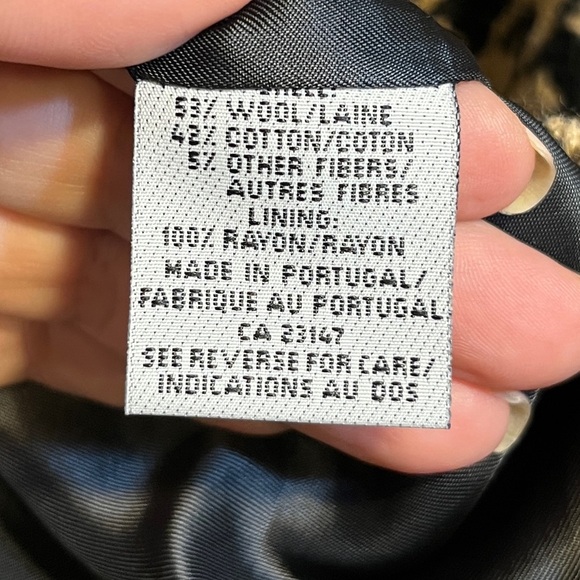 SHELL:
53% WOOL/LAINE
42% COTTON/COTON
5% OTHER FIBERS/
AUTRES FIBRES
LINING:
100% RAYON/RAYON
MADE IN PORTUGAL/
FABRIQUE AU PORTUGAL
CA 23147
SEE REVERSE FOR CARE/
INDICATIONS AU DOS